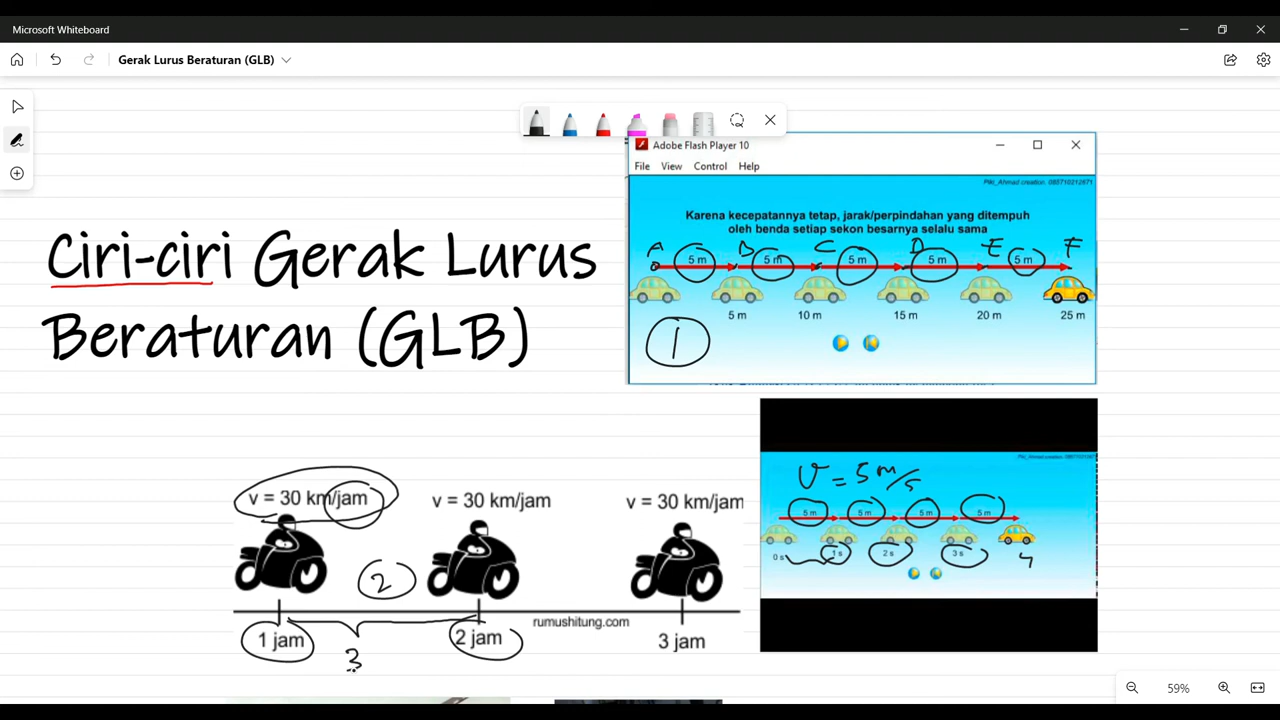 Microsoft Whiteboard
Gerak Lurus Beraturan (GLB)
Adobe Flash Player 10
File View Control Help
Karena kecepatannya tetap, jarak/perpindahan yang ditempuh
oleh benda setiap sekon besarnya selalu sama
A B C D E F
5 m 5 m 5 m 5 m 5 m
5 m 10 m 15 m 20 m 25 m
1
Ciri-ciri Gerak Lurus
Beraturan (GLB)
v = 30 km/jam v = 30 km/jam v = 30 km/jam
2
rumushitung.com
1 jam 2 jam 3 jam
3
V = 5 m/s
5 m 5 m 5 m 5 m
0 s 1 s 2 s 3 s 4
59%